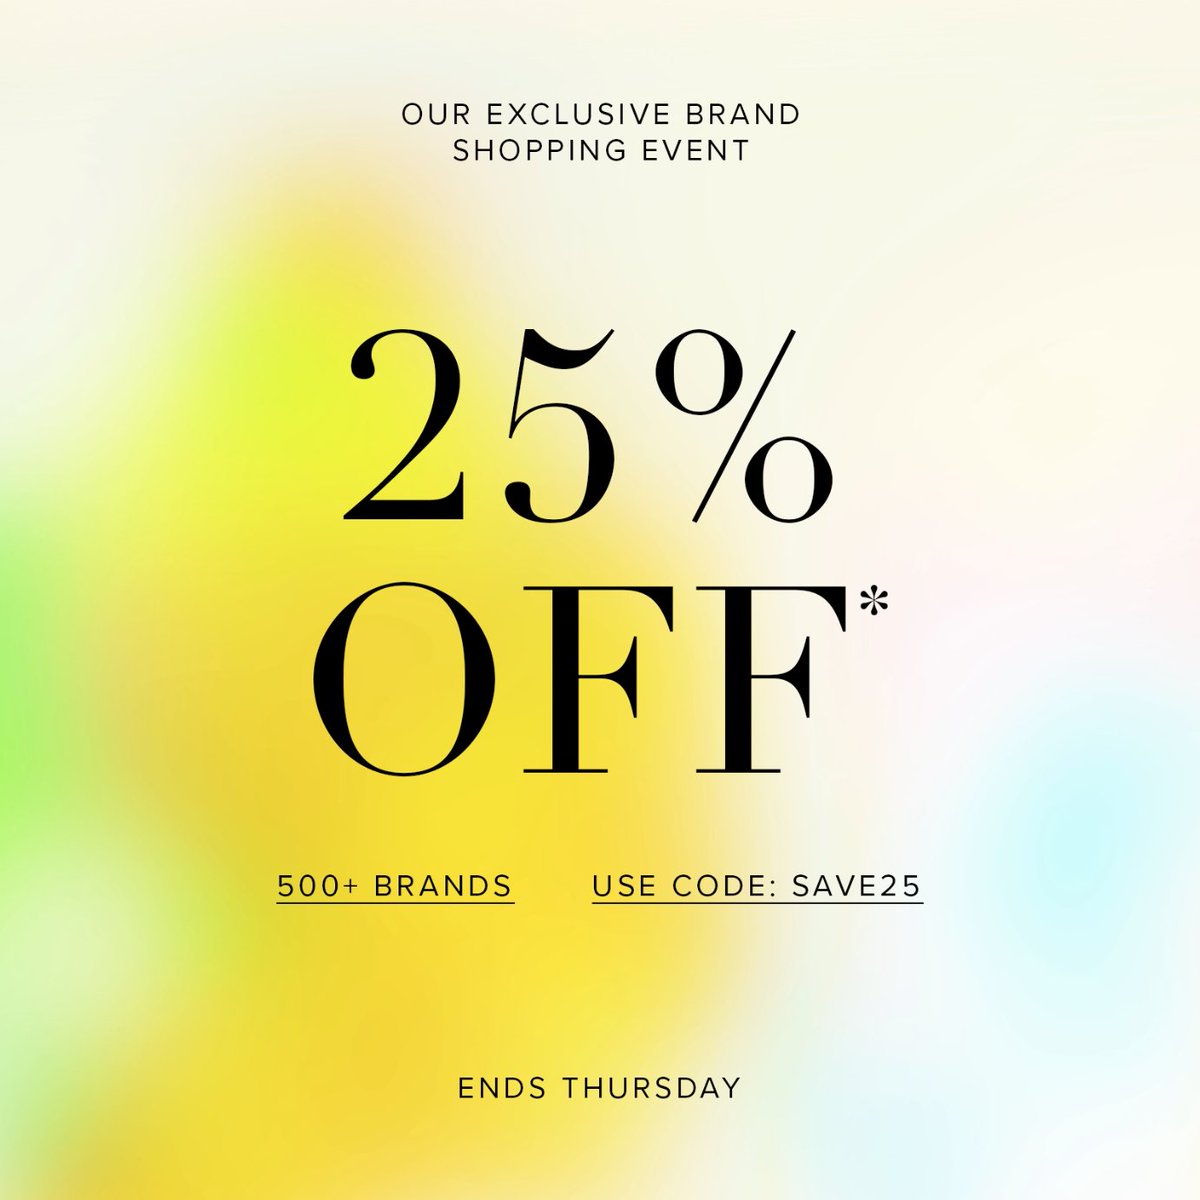 OUR EXCLUSIVE BRAND
SHOPPING EVENT
25%
OFF*
500+ BRANDS USE CODE: SAVE25
ENDS THURSDAY